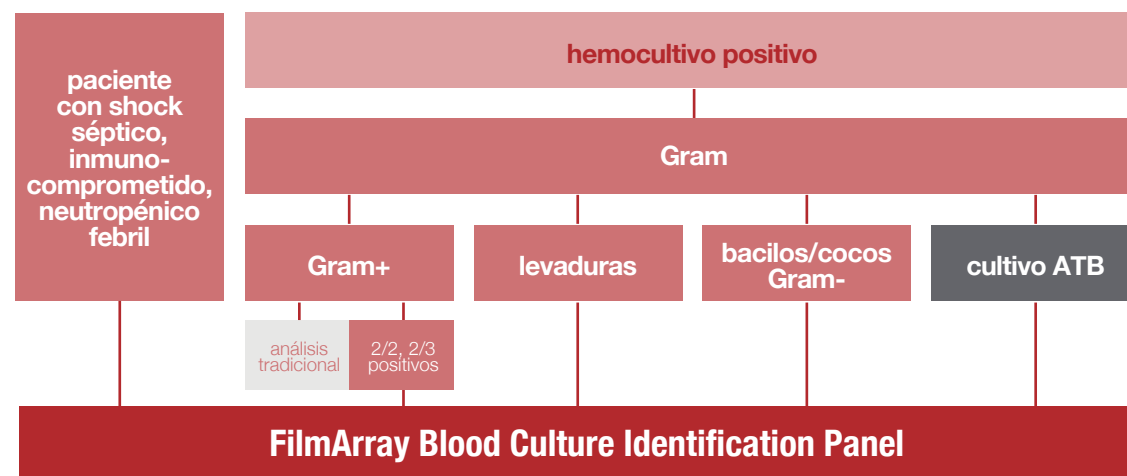 paciente
con shock
séptico,
inmuno-
comprometido,
neutropénico
febril
hemocultivo positivo
Gram
Gram+
levaduras
bacilos/cocos
Gram-
cultivo ATB
análisis
tradicional
2/2, 2/3
positivos
FilmArray Blood Culture Identification Panel